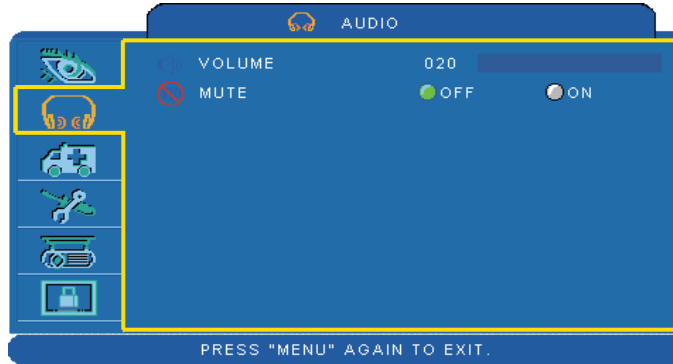 AUDIO
VOLUME 020
MUTE OFF ON
PRESS "MENU" AGAIN TO EXIT.